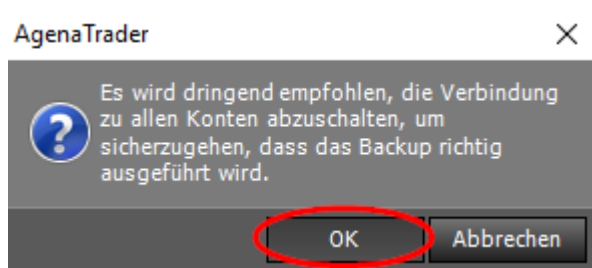 AgenaTrader
Es wird dringend empfohlen, die Verbindung
zu allen Konten abzuschalten, um
sicherzugehen, dass das Backup richtig
ausgeführt wird.
OK
Abbrechen